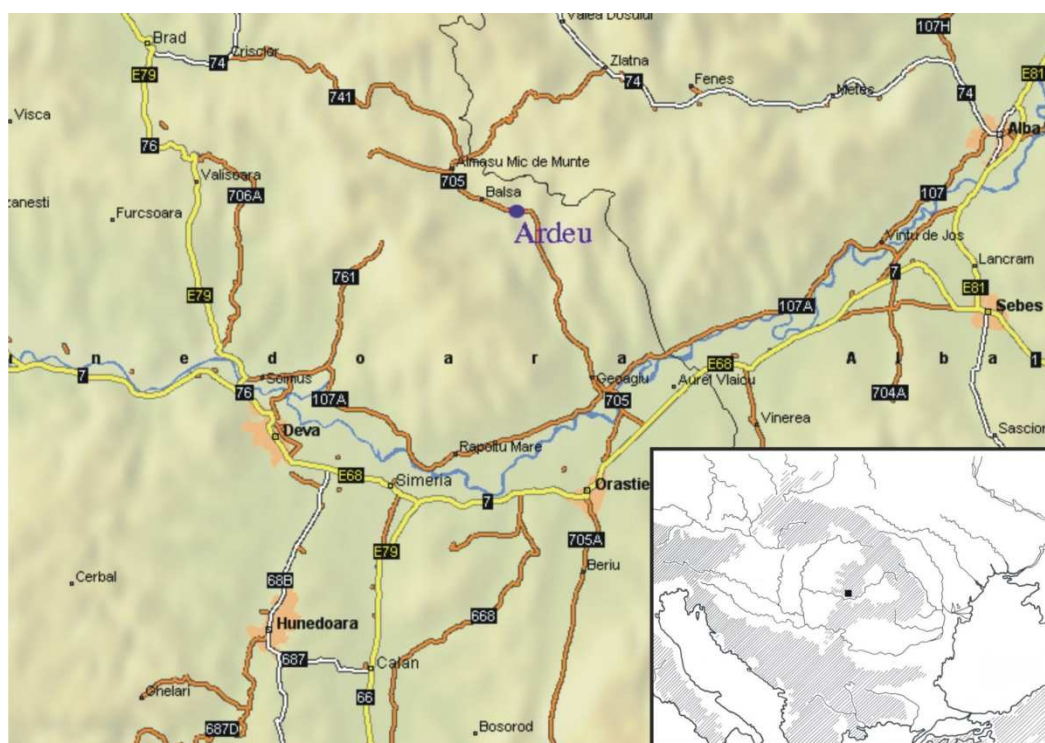 Valea Dosului
107H
Brad
Zriscior
74
Zlatna
E79
74
Fenes
E81
741
Metes
74
Visca
Alba
76
Almasu Mic de Munte
705
Valisoara
Balsa
107
706A
zanesti
Furcsoara
Ardeu
Vintu de Jos
761
7
Lancram
E79
E81
107A
Sebes
n e d o a r a
A l b a
7
E68
1
76
Soimus
Geoagiu
107A
705
Aurel Vlaicu
704A
Vinerea
Deva
Sascior
Rapoltu Mare
E68
Simeria
7
Orastie
E79
705A
Cerbal
68B
Beriu
668
Hunedoara
687
Calan
Ghelari
66
687D
Bosorod